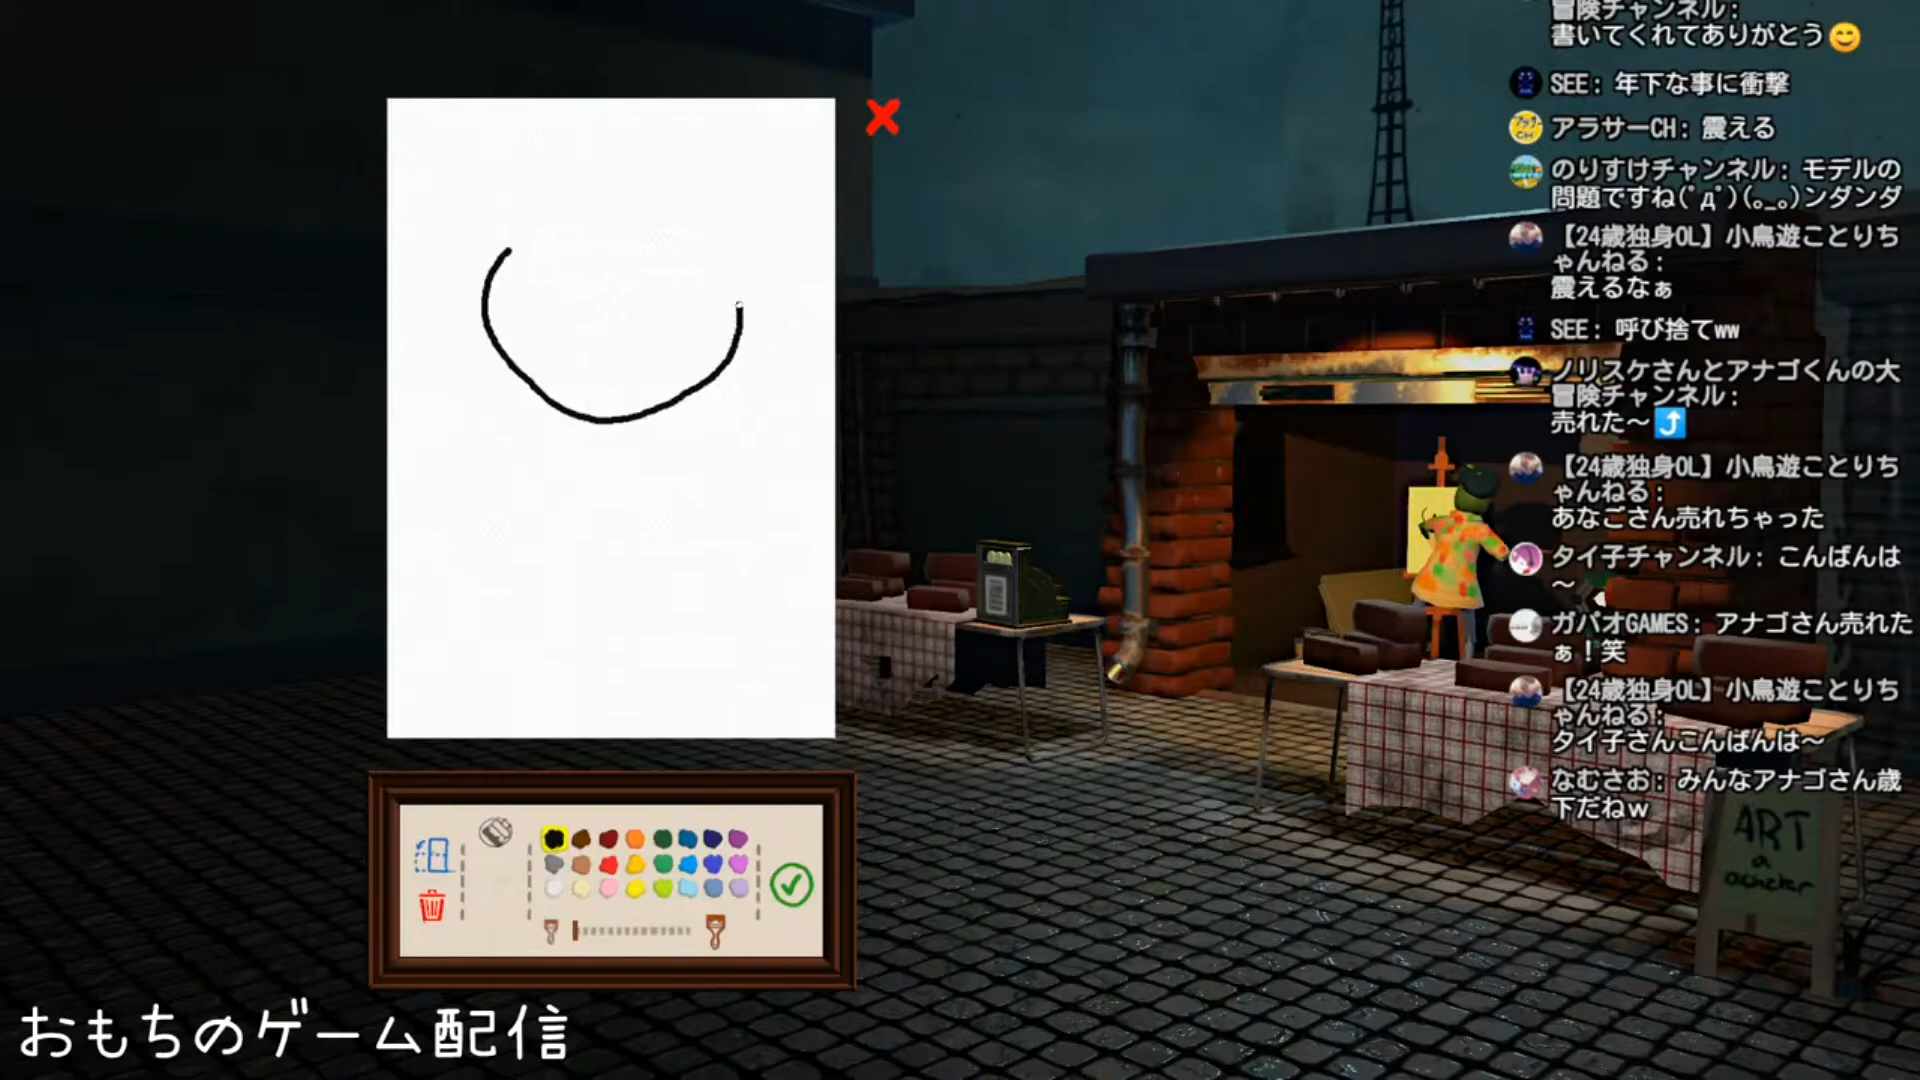 冒険チャンネル:
書いてくれてありがとう😊
SEE: 年下な事に衝撃
アラサーCH: 震える
のりすけチャンネル: モデルの
問題ですね(ﾟдﾟ)(｡_｡)ンダンダ
【24歳独身OL】小鳥遊ことりち
ゃんねる:
震えるなぁ
SEE: 呼び捨てww
ノリスケさんとアナゴくんの大
冒険チャンネル:
売れた〜⤴
【24歳独身OL】小鳥遊ことりち
ゃんねる:
あなごさん売れちゃった
タイ子チャンネル: こんばんは
〜
ガパオGAMES: アナゴさん売れた
ぁ！笑
【24歳独身OL】小鳥遊ことりち
ゃんねる:
タイ子さんこんばんは〜
なむさお: みんなアナゴさん歳
下だねw
ART
a
acheter
おもちのゲーム配信